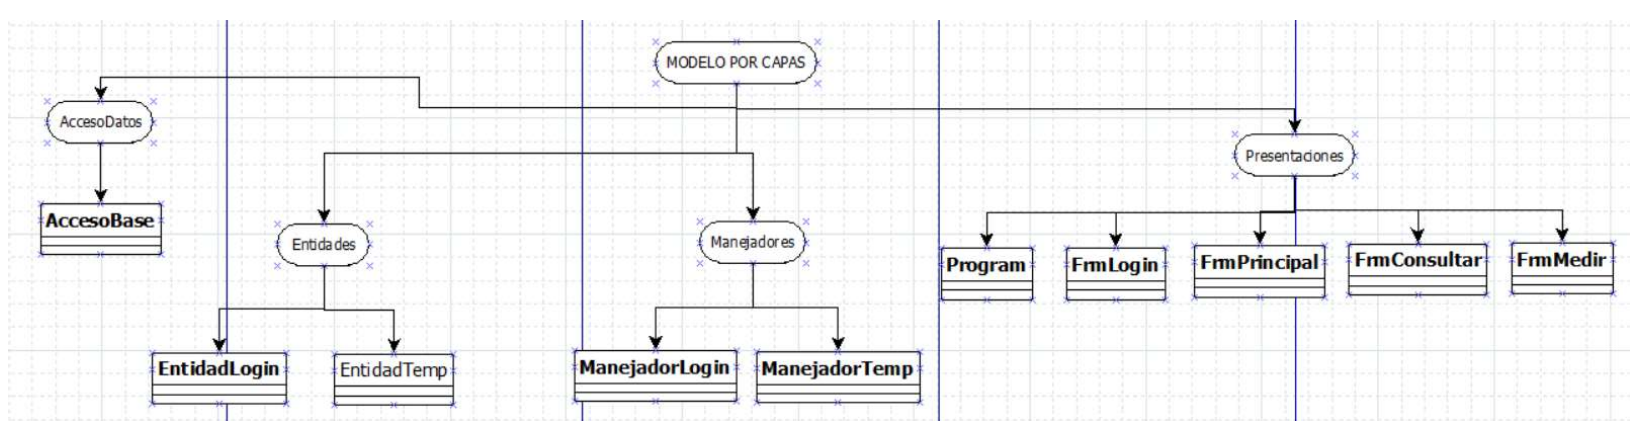 MODELO POR CAPAS
AccesoDatos
Presentaciones
AccesoBase
Entidades
Manejadores
Program
FrmLogin
FrmPrincipal
FrmConsultar
FrmMedir
EntidadLogin
EntidadTemp
ManejadorLogin
ManejadorTemp